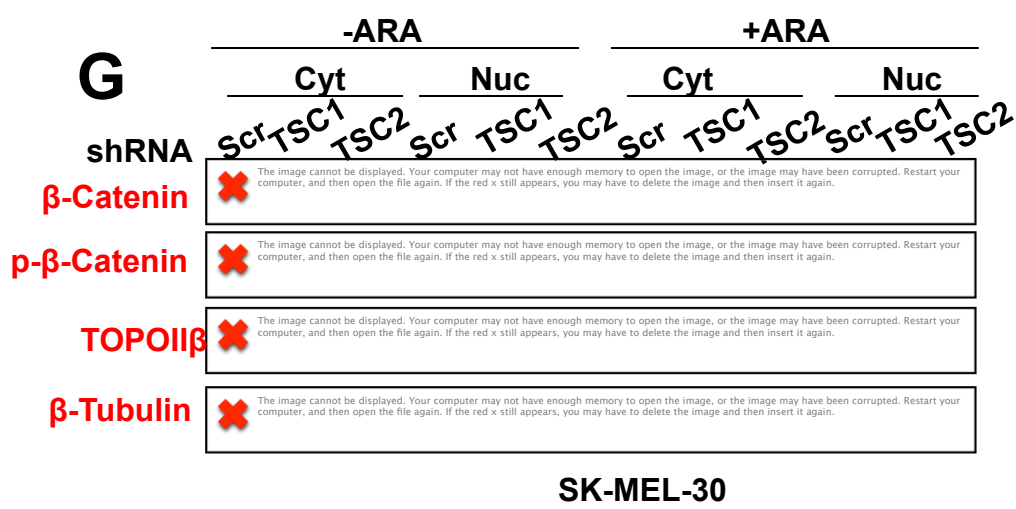 -ARA +ARA
G
Cyt Nuc Cyt Nuc
shRNA Scr TSC1 TSC2 Scr TSC1 TSC2 Scr TSC1 TSC2 Scr TSC1 TSC2
β-Catenin
The image cannot be displayed. Your computer may not have enough memory to open the image, or the image may have been corrupted. Restart your
computer, and then open the file again. If the red x still appears, you may have to delete the image and then insert it again.
p-β-Catenin
The image cannot be displayed. Your computer may not have enough memory to open the image, or the image may have been corrupted. Restart your
computer, and then open the file again. If the red x still appears, you may have to delete the image and then insert it again.
TOPOIIβ
The image cannot be displayed. Your computer may not have enough memory to open the image, or the image may have been corrupted. Restart your
computer, and then open the file again. If the red x still appears, you may have to delete the image and then insert it again.
β-Tubulin
The image cannot be displayed. Your computer may not have enough memory to open the image, or the image may have been corrupted. Restart your
computer, and then open the file again. If the red x still appears, you may have to delete the image and then insert it again.
SK-MEL-30